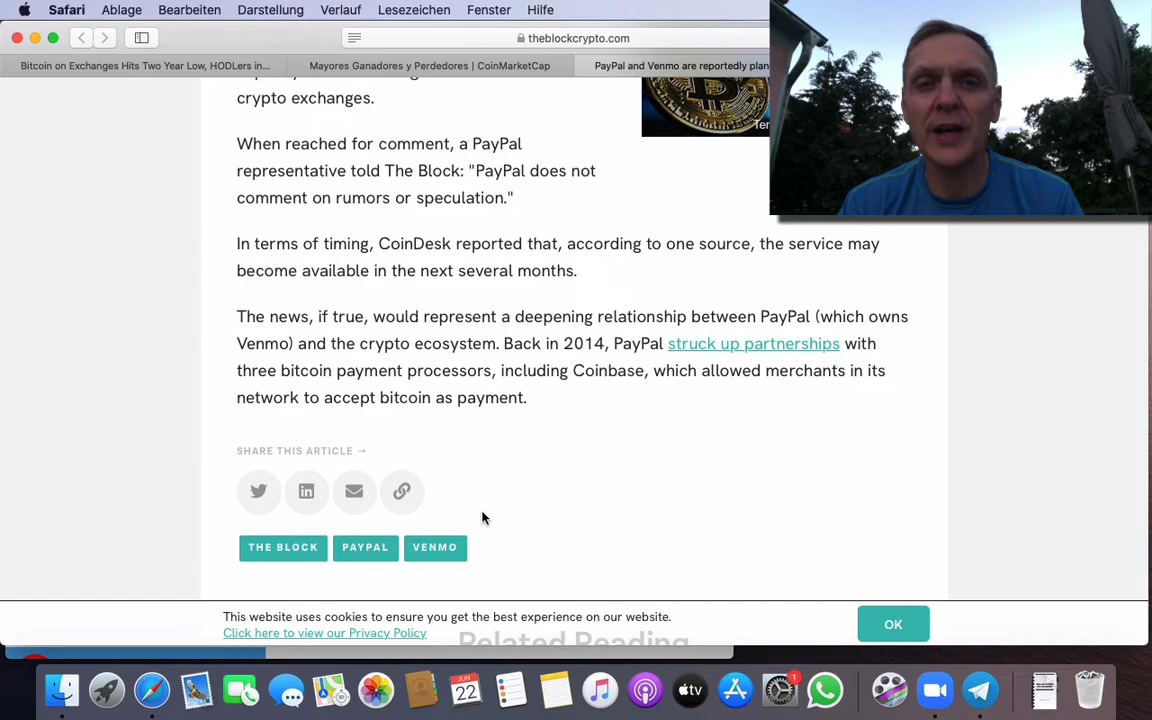 Safari Ablage Bearbeiten Darstellung Verlauf Lesezeichen Fenster Hilfe
theblockcrypto.com
Bitcoin on Exchanges Hits Two Year Low, HODLers in... Mayores Ganadores y Perdedores | CoinMarketCap PayPal and Venmo are reportedly plan
crypto exchanges.
When reached for comment, a PayPal
representative told The Block: "PayPal does not
comment on rumors or speculation."
In terms of timing, CoinDesk reported that, according to one source, the service may
become available in the next several months.
The news, if true, would represent a deepening relationship between PayPal (which owns
Venmo) and the crypto ecosystem. Back in 2014, PayPal struck up partnerships with
three bitcoin payment processors, including Coinbase, which allowed merchants in its
network to accept bitcoin as payment.
SHARE THIS ARTICLE →
THE BLOCK PAYPAL VENMO
This website uses cookies to ensure you get the best experience on our website.
Click here to view our Privacy Policy
OK
Related Reading
JUN
22
tv
1